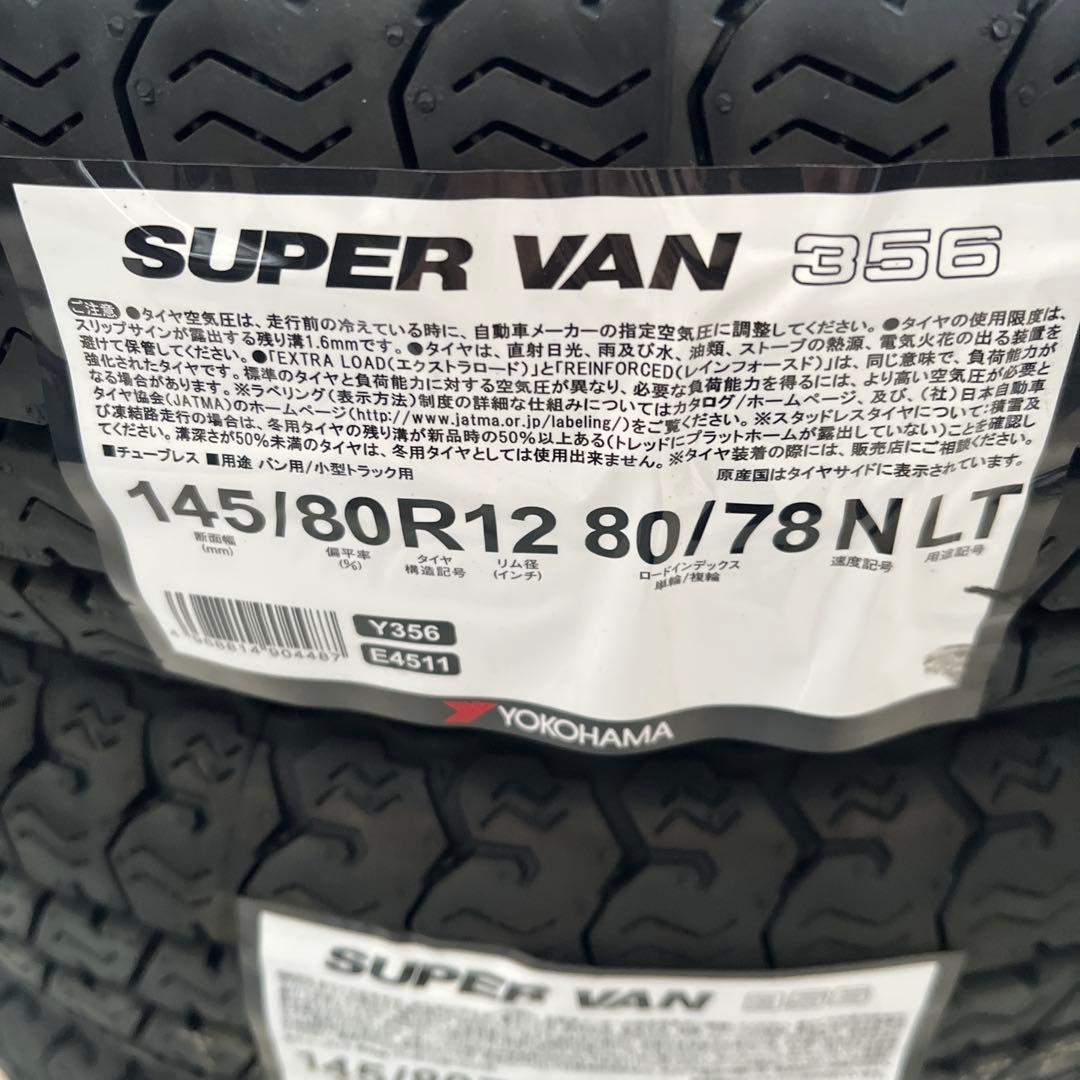 SUPER VAN 356
ご注意 ●タイヤ空気圧は、走行前の冷えている時に、自動車メーカーの指定空気圧に調整してください。●タイヤの使用限度は、
スリップサインが露出する残り溝1.6mmです。●タイヤは、直射日光、雨及び水、油類、ストーブの熱源、電気火花の出る装置を
避けて保管してください。●「EXTRA LOAD(エクストラロード)」と「REINFORCED(レインフォースド)」は、同じ意味で、負荷能力が
強化されたタイヤです。標準のタイヤと負荷能力に対する空気圧が異なり、必要な負荷能力を得るには、より高い空気圧が必要と
なる場合があります。※ラベリング(表示方法)制度の詳細な仕組みについてはカタログ/ホームページ、及び、(社)日本自動車
タイヤ協会(JATMA)のホームページ(http://www.jatma.or.jp/labeling/)をご覧ください。※スタッドレスタイヤについて:積雪及
び凍結路走行の場合は、冬用タイヤの残り溝が新品時の50%以上ある(トレッドにプラットホームが露出していない)ことを確認し
てください。溝深さが50%未満のタイヤは、冬用タイヤとしては使用出来ません。※タイヤ装着の際には、販売店にご相談ください。
■チューブレス ■用途 バン用/小型トラック用
原産国はタイヤサイドに表示されています。
145/80R12 80/78 N LT
断面幅
(mm)
偏平率
(%)
タイヤ
構造記号
リム径
(インチ)
ロードインデックス
単輪/複輪
速度記号
用途記号
4 968814 904487
Y356
E4511
YOKOHAMA
SUPER VAN 356
145/80R